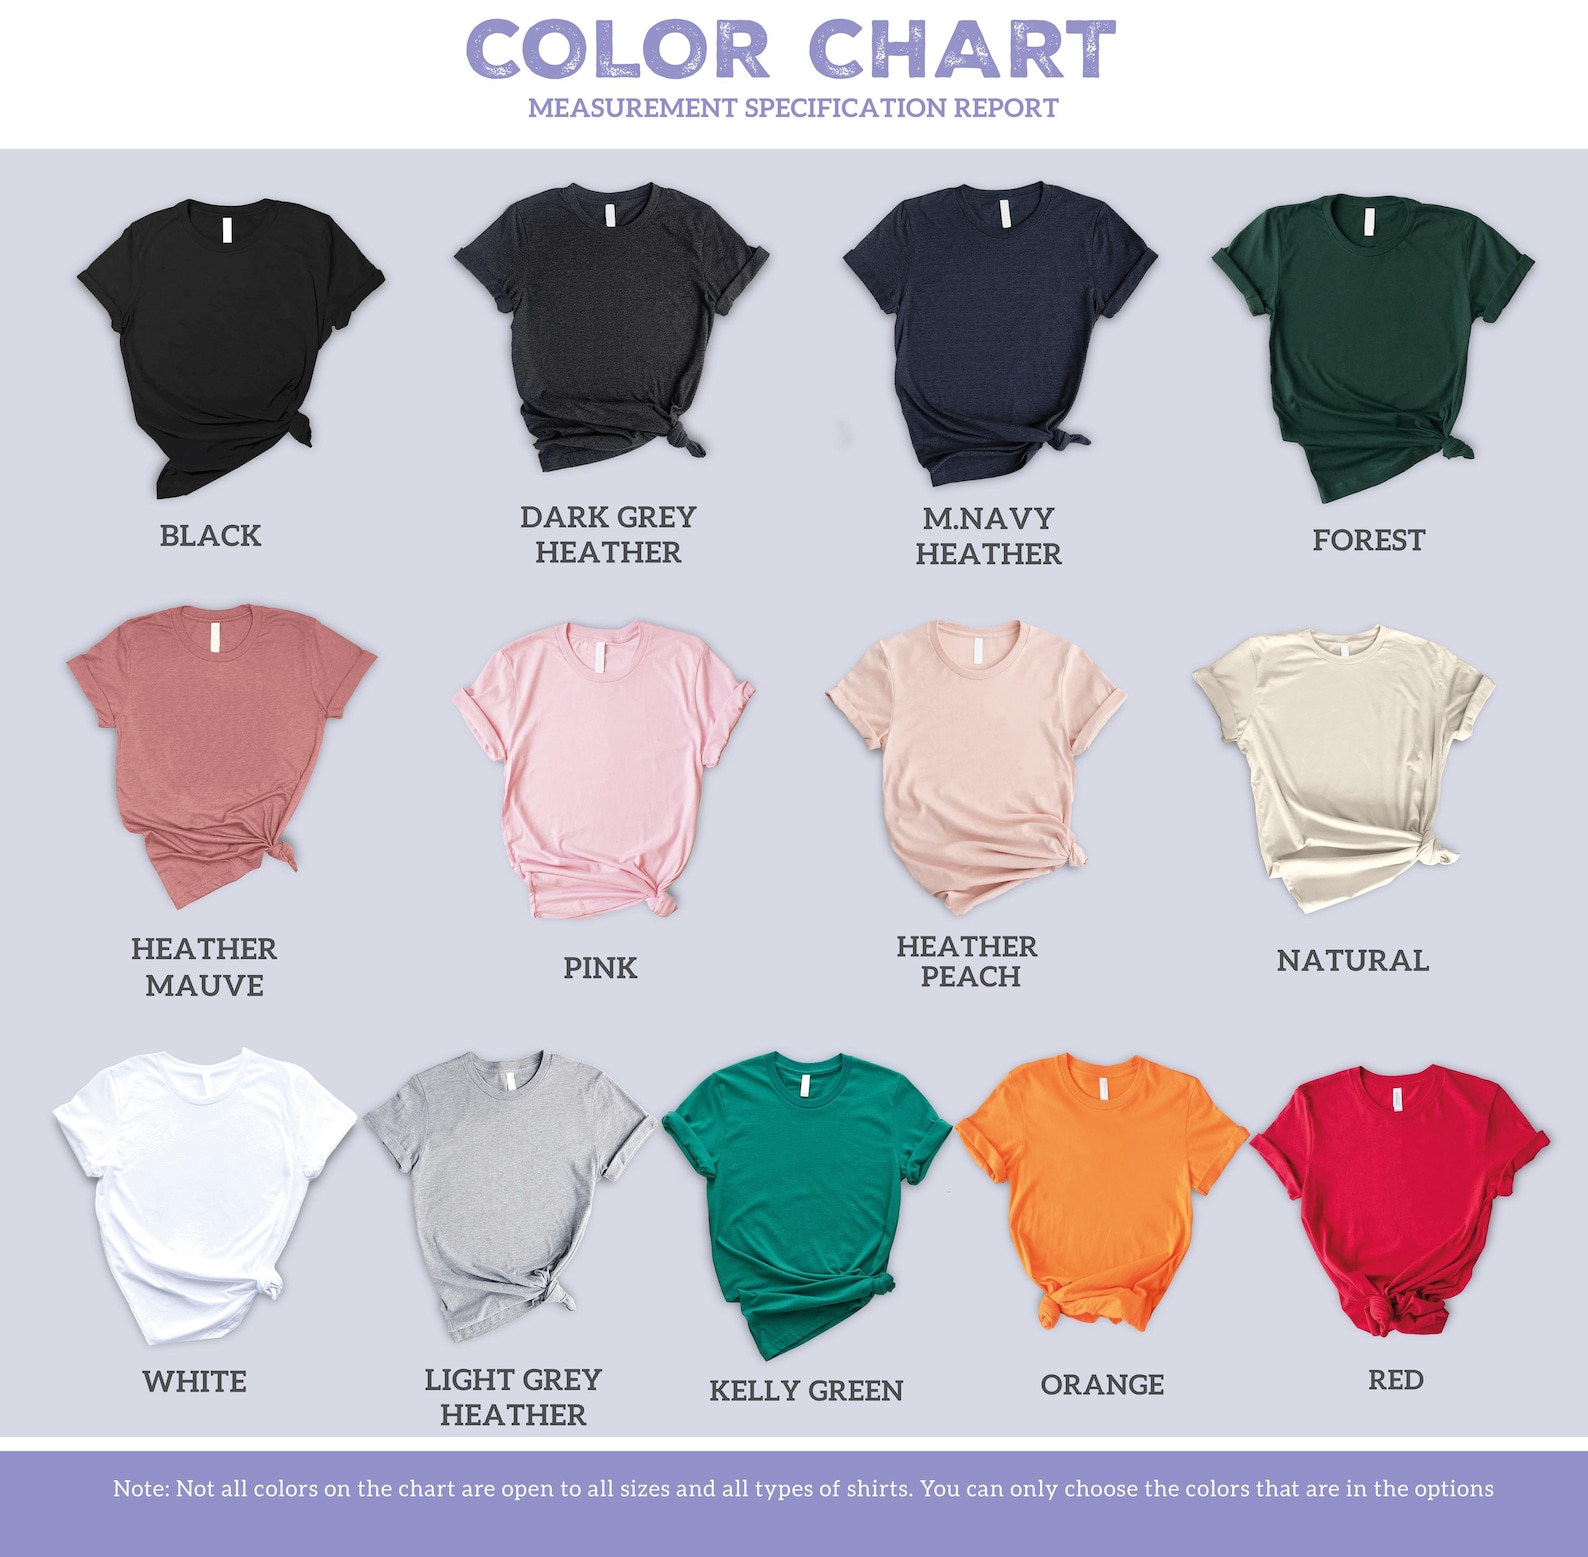 COLOR CHART
MEASUREMENT SPECIFICATION REPORT
BLACK
DARK GREY
HEATHER
M.NAVY
HEATHER
FOREST
HEATHER
MAUVE
PINK
HEATHER
PEACH
NATURAL
WHITE
LIGHT GREY
HEATHER
KELLY GREEN
ORANGE
RED
Note: Not all colors on the chart are open to all sizes and all types of shirts. You can only choose the colors that are in the options